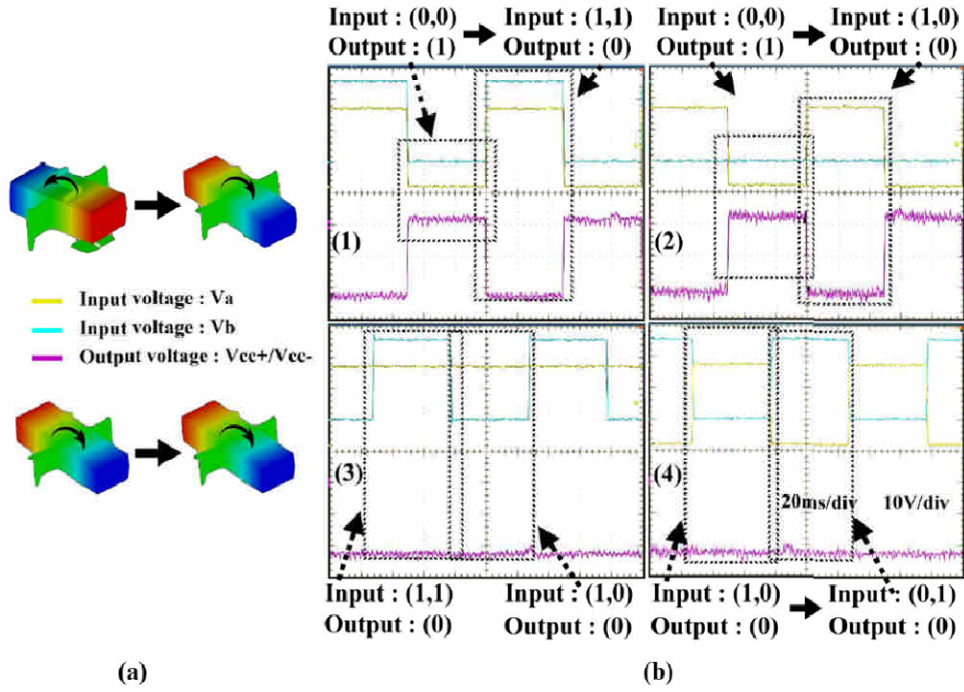 Input : (0,0)
Output : (1)
Input : (1,1)
Output : (0)
Input : (0,0)
Output : (1)
Input : (1,0)
Output : (0)
(1)
(2)
Input voltage : Va
Input voltage : Vb
Output voltage : Vcc+/Vcc-
(3)
(4)
20ms/div
10V/div
Input : (1,1)
Output : (0)
Input : (1,0)
Output : (0)
Input : (1,0)
Output : (0)
Input : (0,1)
Output : (0)
(a)
(b)